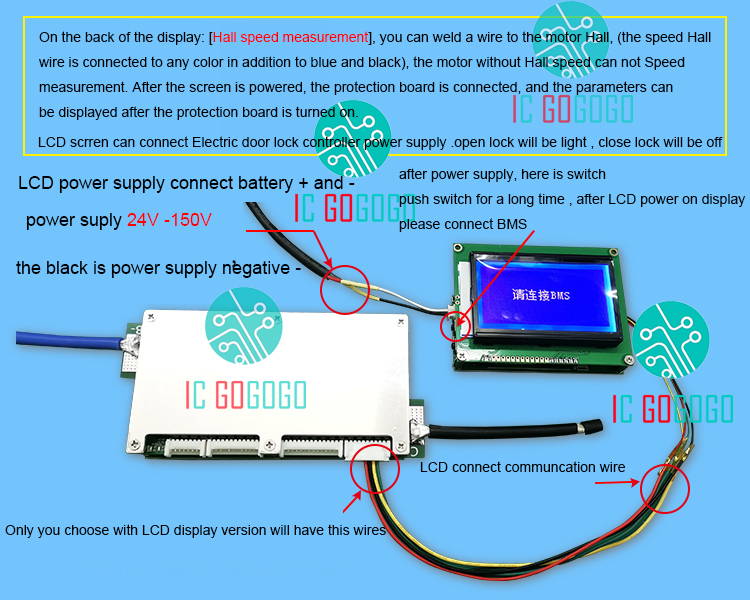 On the back of the display: [Hall speed measurement], you can weld a wire to the motor Hall, (the speed Hall
wire is connected to any color in addition to blue and black), the motor without Hall speed can not Speed
measurement. After the screen is powered, the protection board is connected, and the parameters can
be displayed after the protection board is turned on.
LCD scrren can connect Electric door lock controller power supply .open lock will be light , close lock will be off
IC GOGOGO
LCD power supply connect battery + and -
power suply 24V -150V
the black is power supply negative -
IC GOGOGO
after power supply, here is switch
push switch for a long time , after LCD power on display
please connect BMS
请连接BMS
IC GOGOGO
IC GOGOGO
LCD connect communcation wire
Only you choose with LCD display version will have this wires